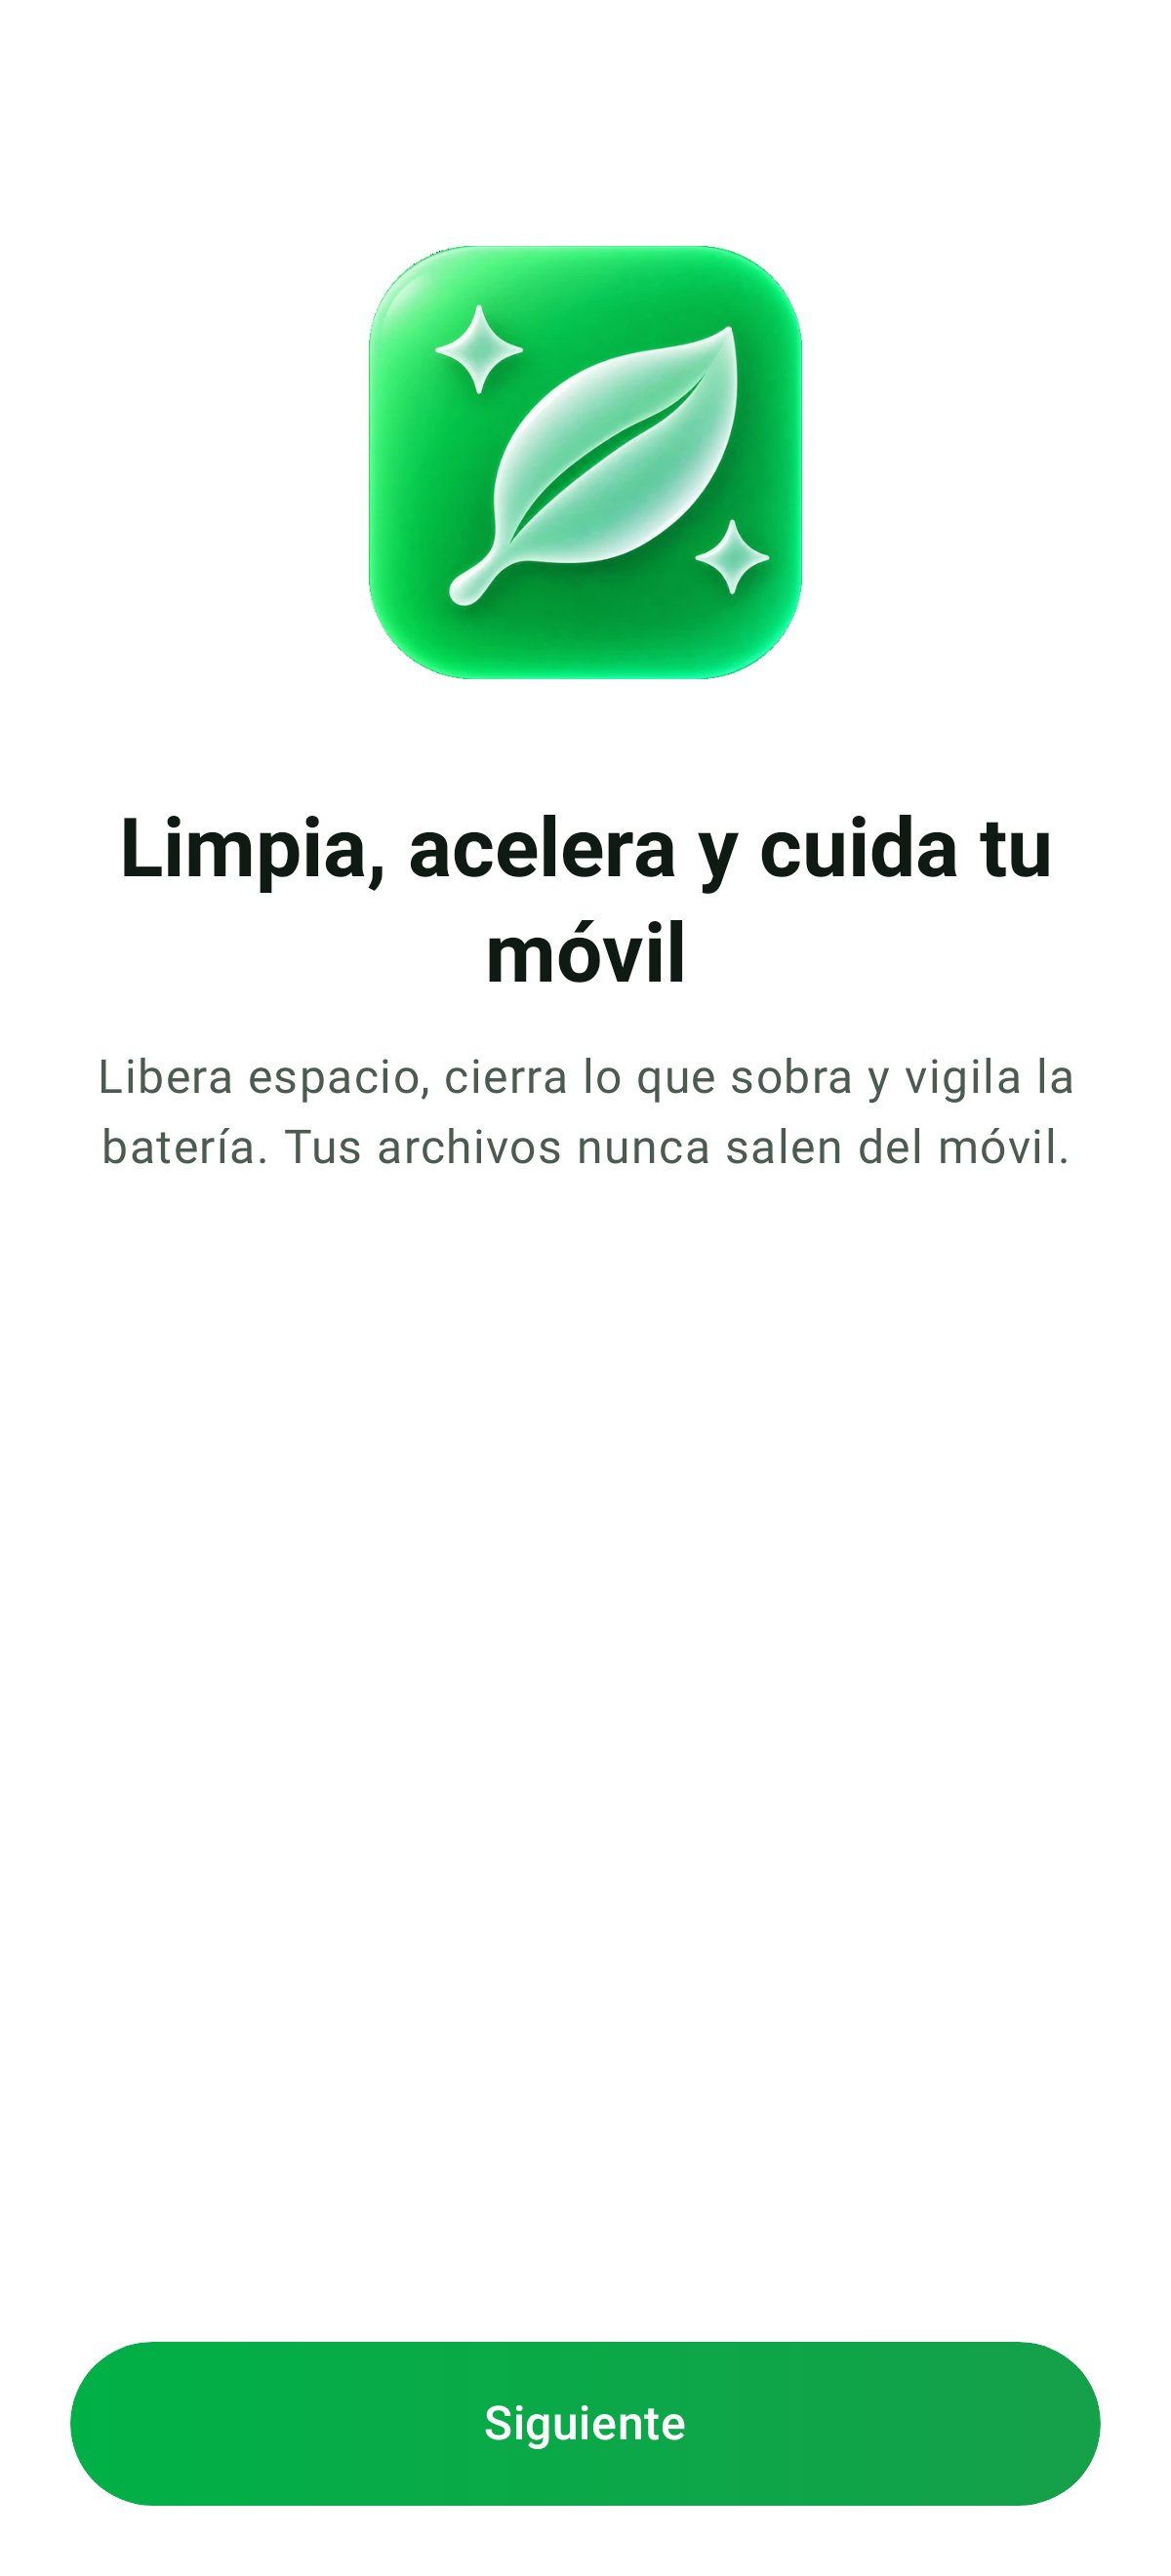 Limpia, acelera y cuida tu
móvil
Libera espacio, cierra lo que sobra y vigila la
batería. Tus archivos nunca salen del móvil.
Siguiente